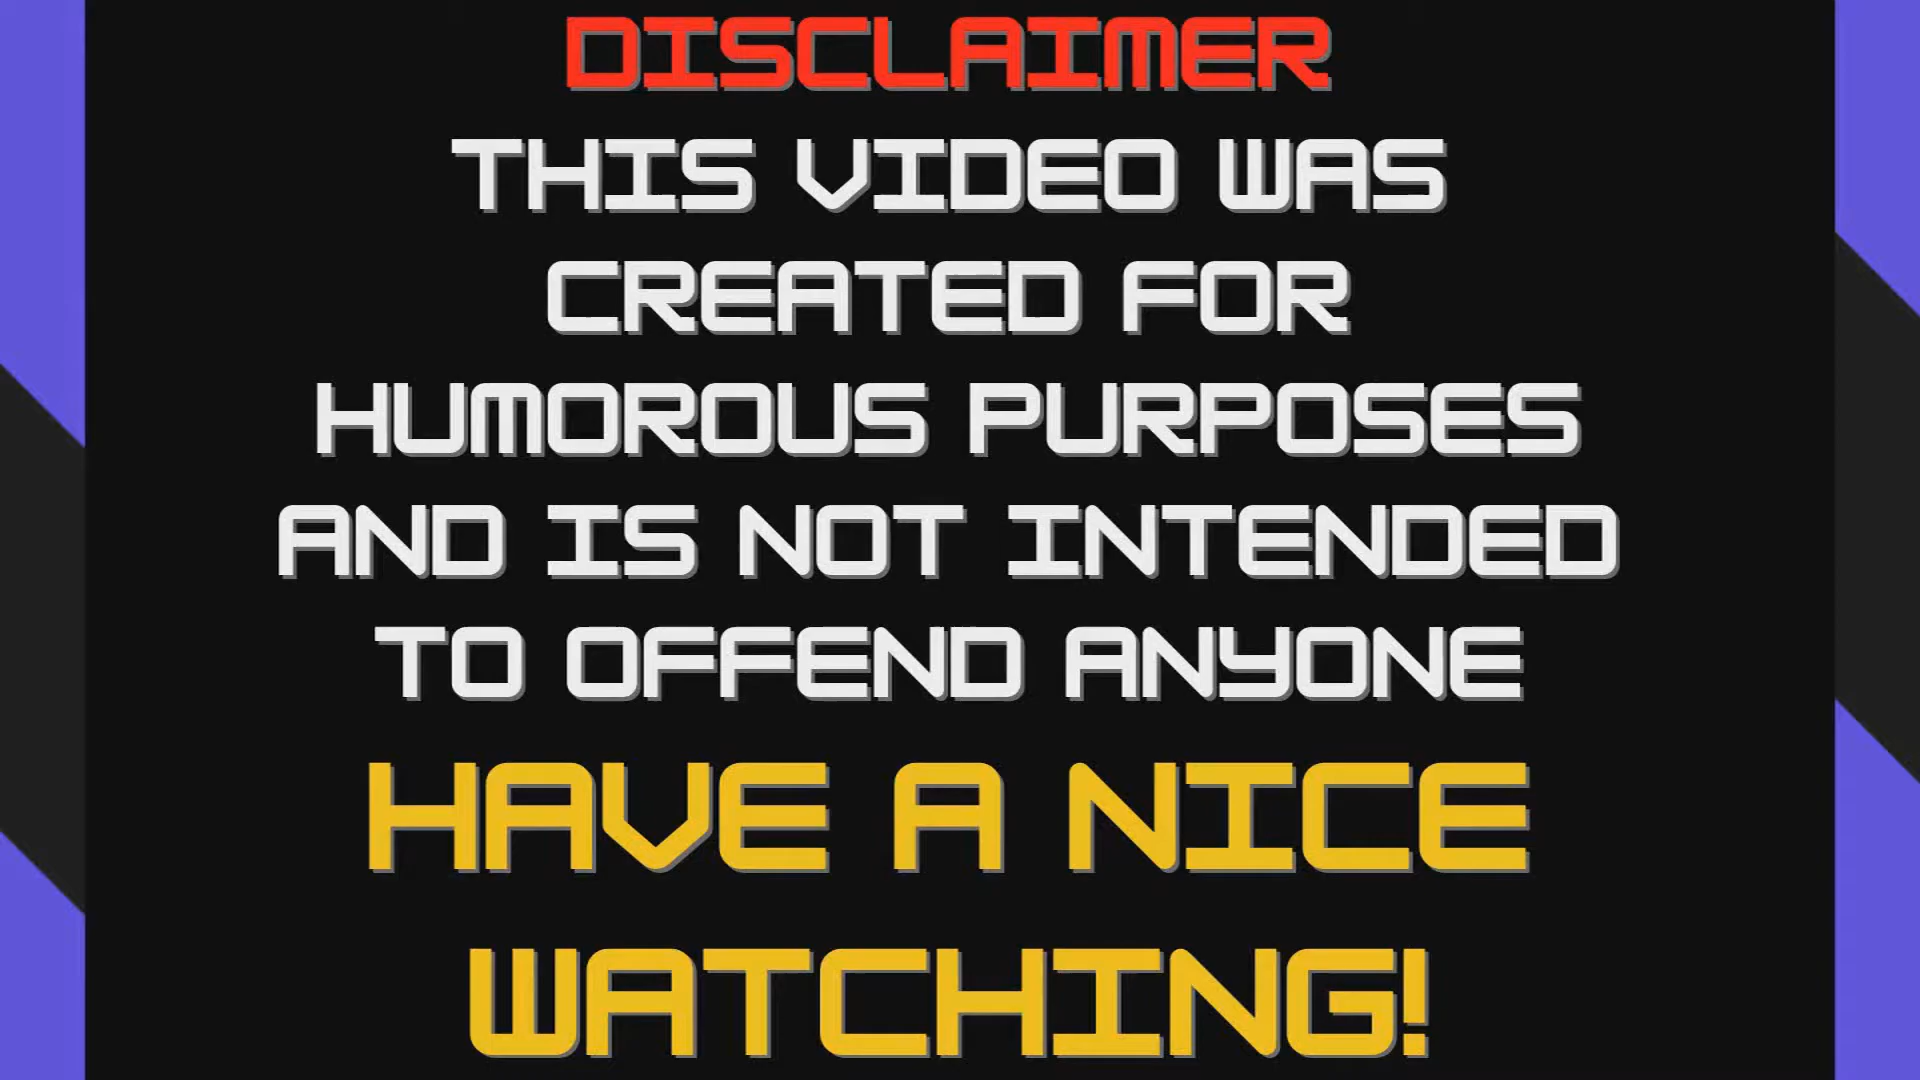 DISCLAIMER
THIS VIDEO WAS
CREATED FOR
HUMOROUS PURPOSES
AND IS NOT INTENDED
TO OFFEND ANYONE
HAVE A NICE
WATCHING!